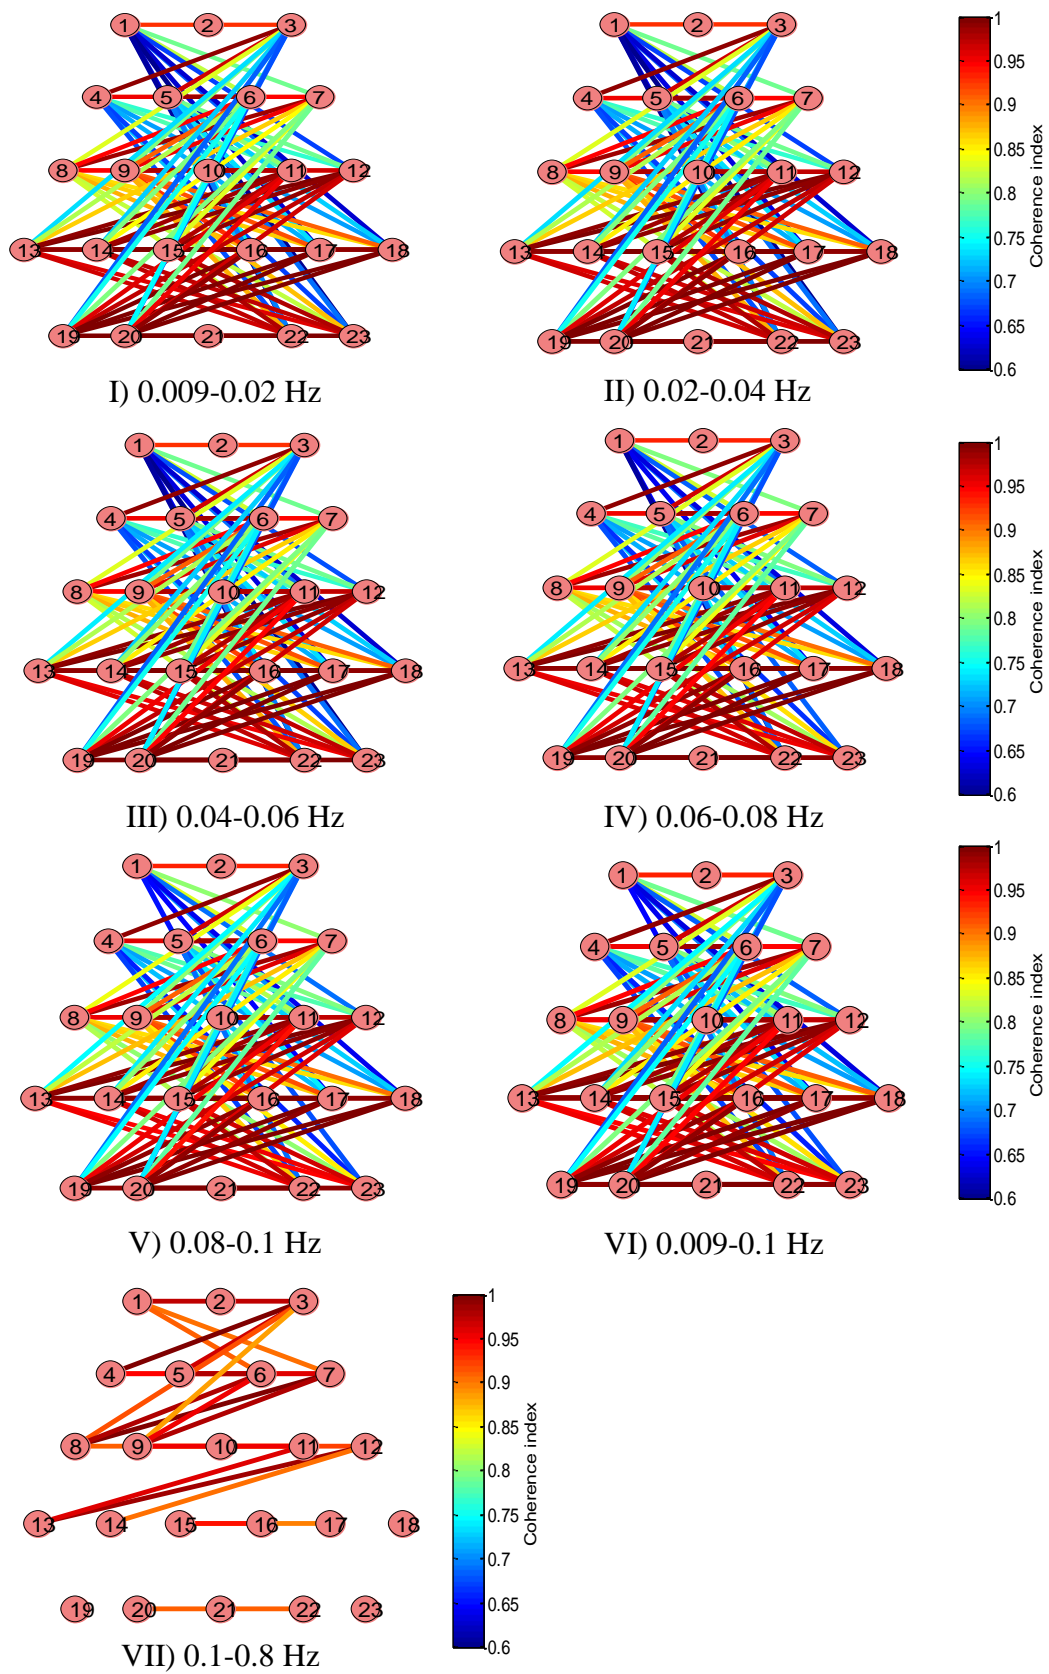 1 2 3
4 5 6 7
8 9 10 11 12
13 14 15 16 17 18
19 20 21 22 23
I) 0.009-0.02 Hz
1 2 3
4 5 6 7
8 9 10 11 12
13 14 15 16 17 18
19 20 21 22 23
II) 0.02-0.04 Hz
1
0.95
0.9
0.85
0.8
0.75
0.7
0.65
0.6
Coherence index
1 2 3
4 5 6 7
8 9 10 11 12
13 14 15 16 17 18
19 20 21 22 23
III) 0.04-0.06 Hz
1 2 3
4 5 6 7
8 9 10 11 12
13 14 15 16 17 18
19 20 21 22 23
IV) 0.06-0.08 Hz
1
0.95
0.9
0.85
0.8
0.75
0.7
0.65
0.6
Coherence index
1 2 3
4 5 6 7
8 9 10 11 12
13 14 15 16 17 18
19 20 21 22 23
V) 0.08-0.1 Hz
1 2 3
4 5 6 7
8 9 10 11 12
13 14 15 16 17 18
19 20 21 22 23
VI) 0.009-0.1 Hz
1
0.95
0.9
0.85
0.8
0.75
0.7
0.65
0.6
Coherence index
1 2 3
4 5 6 7
8 9 10 11 12
13 14 15 16 17 18
19 20 21 22 23
VII) 0.1-0.8 Hz
1
0.95
0.9
0.85
0.8
0.75
0.7
0.65
0.6
Coherence index